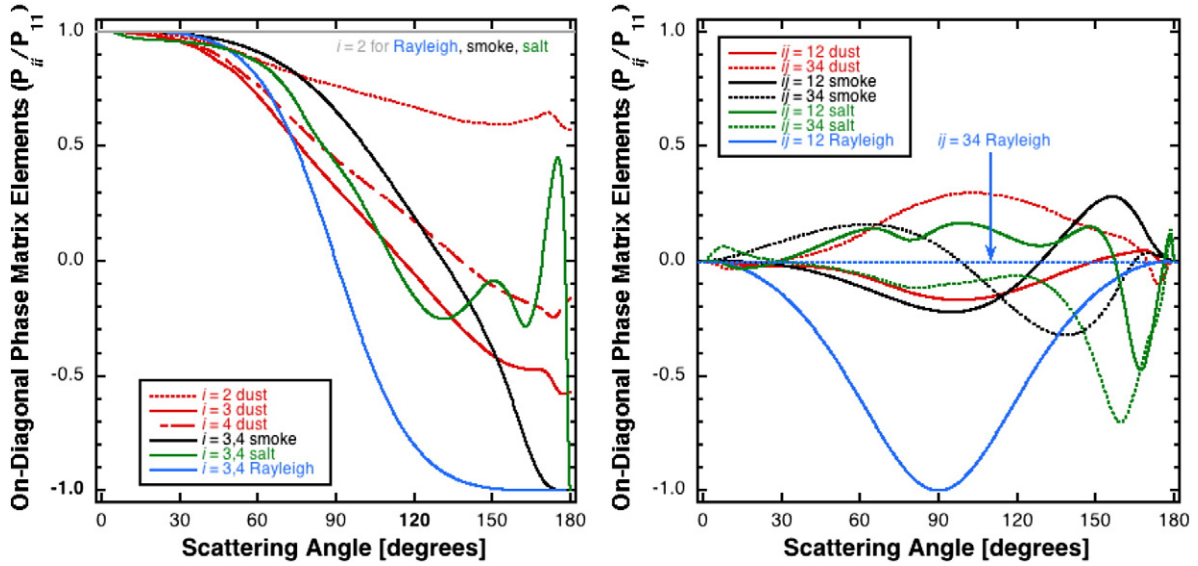 On-Diagonal Phase Matrix Elements (P_ii/P_11)
1.0
0.5
0.0
-0.5
-1.0
i = 2 for Rayleigh, smoke, salt
i = 2 dust
i = 3 dust
i = 4 dust
i = 3,4 smoke
i = 3,4 salt
i = 3,4 Rayleigh
0 30 60 90 120 150 180
Scattering Angle [degrees]
On-Diagonal Phase Matrix Elements (P_ij/P_11)
1.0
0.5
0.0
-0.5
-1.0
ij = 12 dust
ij = 34 dust
ij = 12 smoke
ij = 34 smoke
ij = 12 salt
ij = 34 salt
ij = 12 Rayleigh
ij = 34 Rayleigh
0 30 60 90 120 150 180
Scattering Angle [degrees]